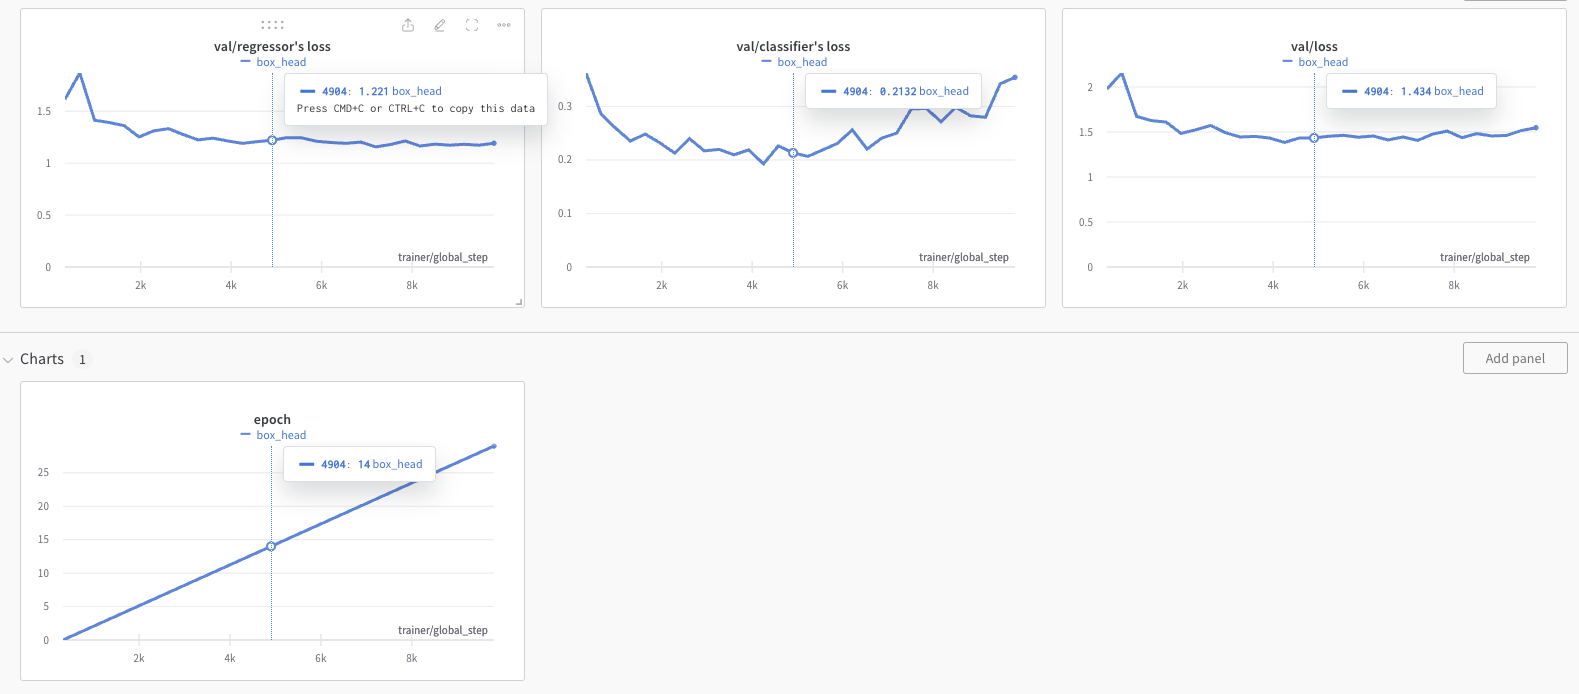 val/regressor's loss
box_head
4904: 1.221 box_head
Press CMD+C or CTRL+C to copy this data
1.5
1
0.5
0
trainer/global_step
2k
4k
6k
8k
val/classifier's loss
box_head
4904: 0.2132 box_head
0.3
0.2
0.1
0
trainer/global_step
2k
4k
6k
8k
val/loss
box_head
4904: 1.434 box_head
2
1.5
1
0.5
0
trainer/global_step
2k
4k
6k
8k
Charts 1
Add panel
epoch
box_head
4904: 14 box_head
25
20
15
10
5
0
trainer/global_step
2k
4k
6k
8k